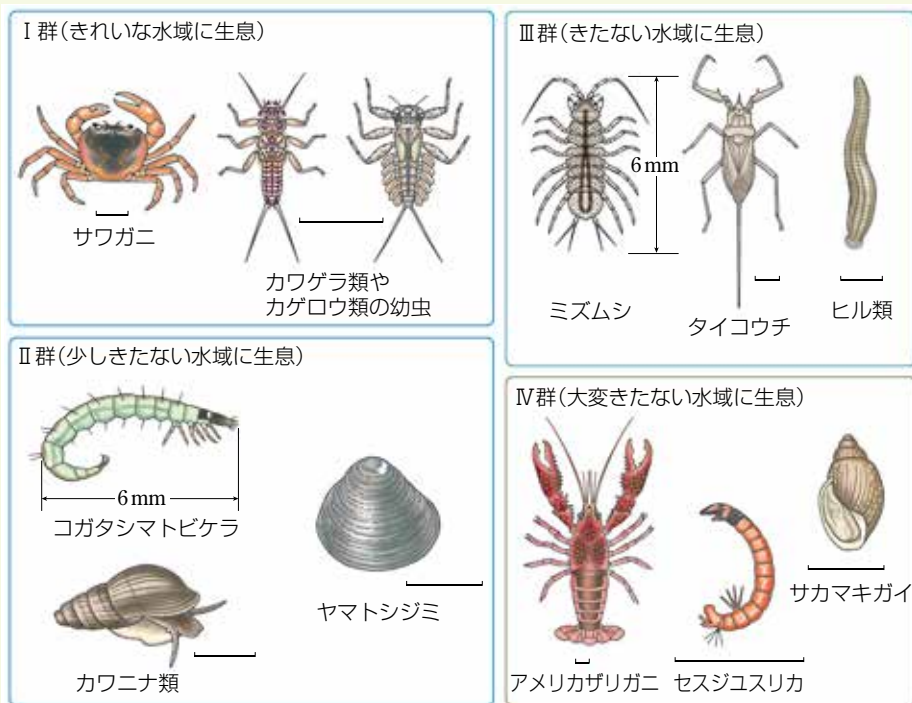 Ⅰ群(きれいな水域に生息)
サワガニ
カワゲラ類や
カゲロウ類の幼虫
Ⅱ群(少しきたない水域に生息)
6mm
コガタシマトビケラ
カワニナ類
ヤマトシジミ
Ⅲ群(きたない水域に生息)
6mm
ミズムシ
タイコウチ
ヒル類
Ⅳ群(大変きたない水域に生息)
アメリカザリガニ
セスジユスリカ
サカマキガイ